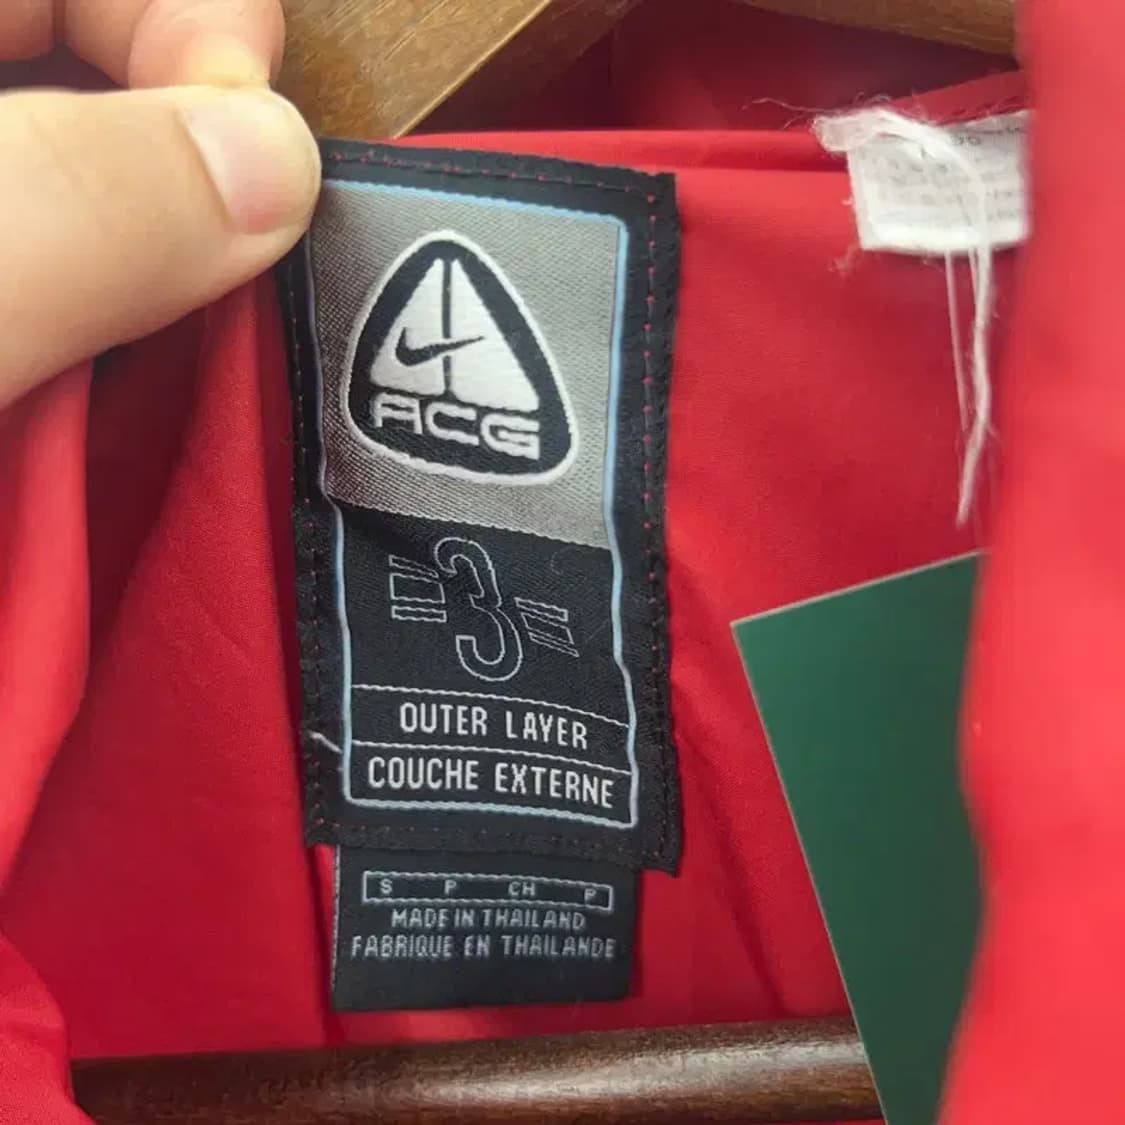 ACG
3
OUTER LAYER
COUCHE EXTERNE
S P CH P
MADE IN THAILAND
FABRIQUE EN THAILANDE